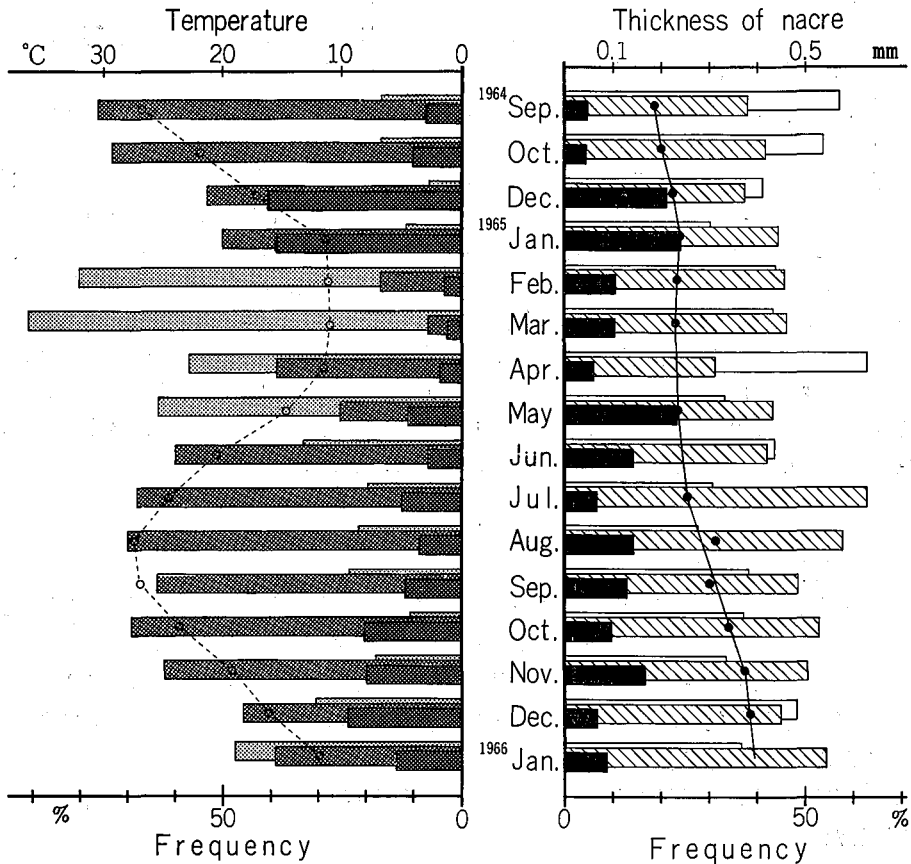 Temperature
Thickness of nacre
°C 30 20 10 0
0.1 0.5 mm
1964 Sep.
Oct.
Dec.
1965 Jan.
Feb.
Mar.
Apr.
May
Jun.
Jul.
Aug.
Sep.
Oct.
Nov.
Dec.
1966 Jan.
% 50 0
0 50 %
Frequency
Frequency